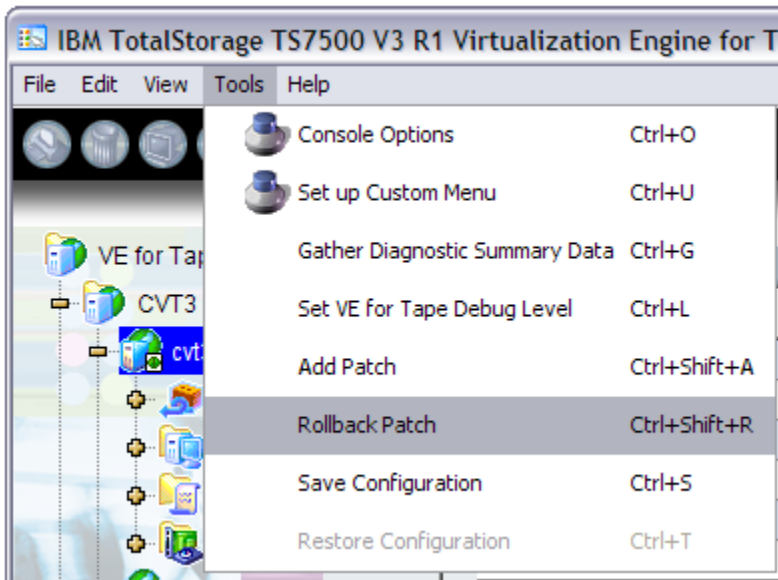 IBM TotalStorage TS7500 V3 R1 Virtualization Engine for T
File Edit View Tools Help
Console Options Ctrl+O
Set up Custom Menu Ctrl+U
Gather Diagnostic Summary Data Ctrl+G
Set VE for Tape Debug Level Ctrl+L
Add Patch Ctrl+Shift+A
Rollback Patch Ctrl+Shift+R
Save Configuration Ctrl+S
Restore Configuration Ctrl+T
VE for Tap
CVT3
cvt